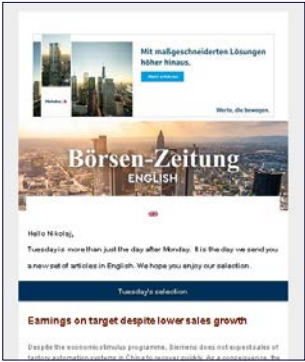 Mit maßgeschneiderten Lösungen
höher hinaus.
Mehr erfahren
Helaba
Werte, die bewegen.
Börsen-Zeitung
ENGLISH
Hello Nikolaj,
Tuesday is more than just the day after Monday. It is the day we send you
a new set of articles in English. We hope you enjoy our selection.
Tuesday's selection
Earnings on target despite lower sales growth
Despite the economic stimulus programme, Siemens does not expect sales of
factory automation systems in China to recover quickly. As a consequence, the